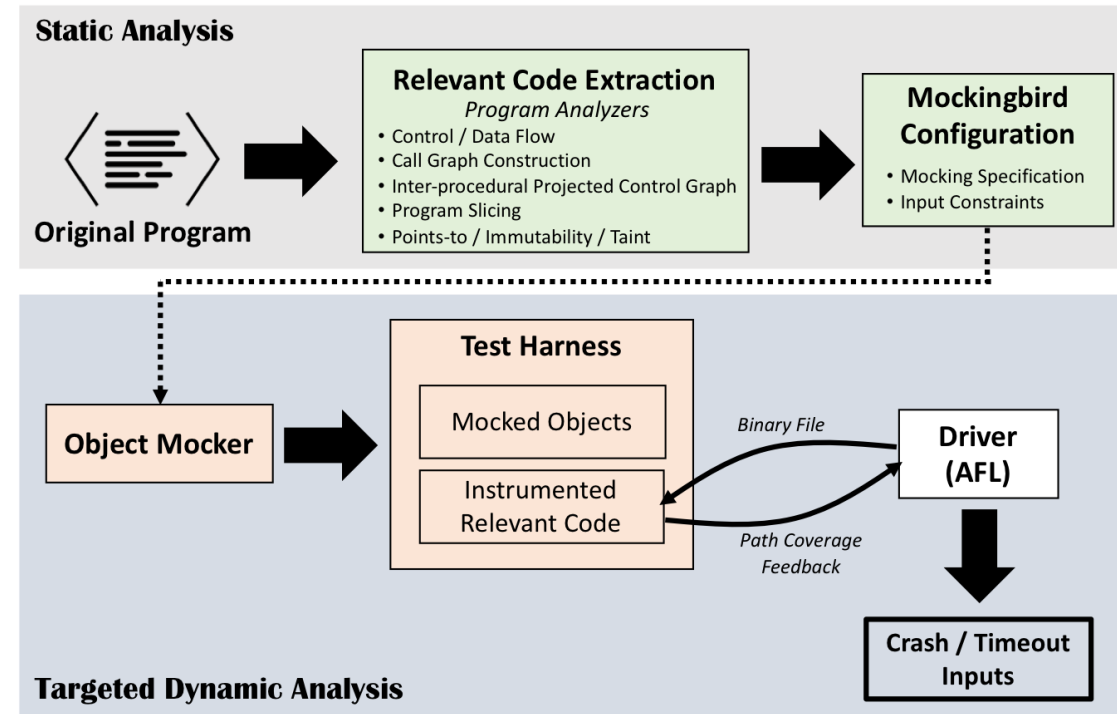 Static Analysis
Original Program
Relevant Code Extraction
Program Analyzers
• Control / Data Flow
• Call Graph Construction
• Inter-procedural Projected Control Graph
• Program Slicing
• Points-to / Immutability / Taint
Mockingbird
Configuration
• Mocking Specification
• Input Constraints
Object Mocker
Test Harness
Mocked Objects
Instrumented
Relevant Code
Binary File
Path Coverage
Feedback
Driver
(AFL)
Crash / Timeout
Inputs
Targeted Dynamic Analysis